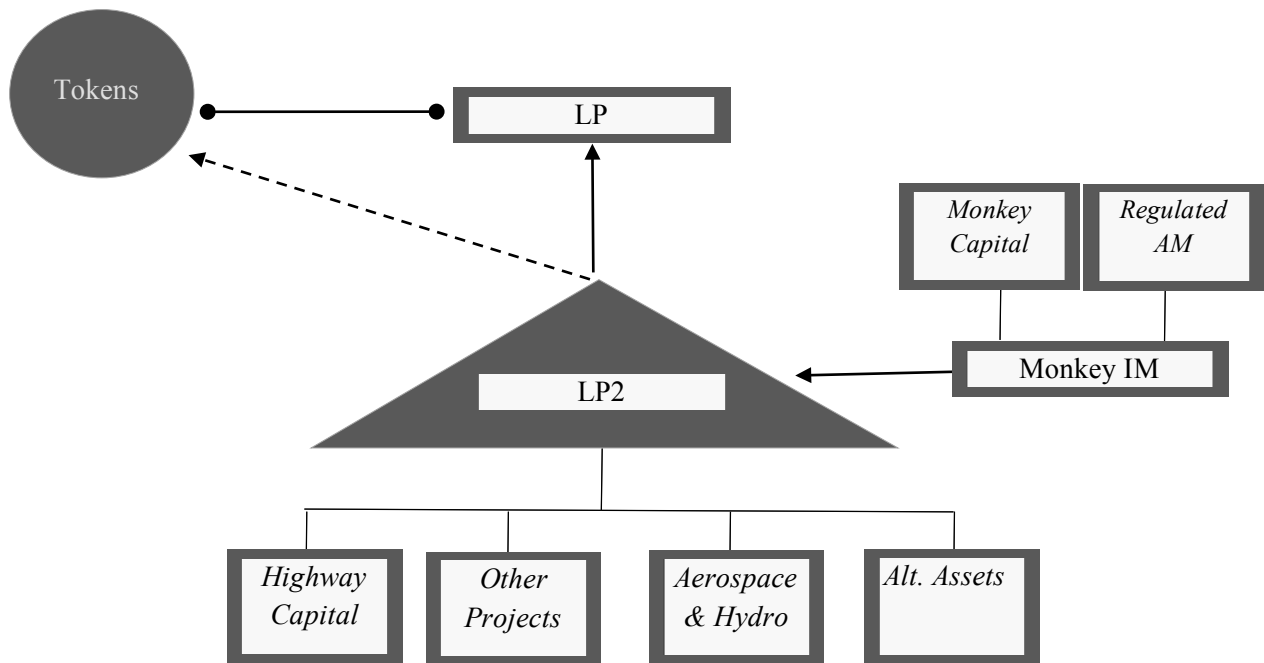 Tokens
LP
Monkey
Capital
Regulated
AM
Monkey IM
LP2
Highway
Capital
Other
Projects
Aerospace
& Hydro
Alt. Assets